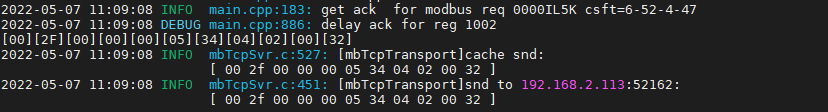 2022-05-07 11:09:08 INFO  main.cpp:183: get ack  for modbus req 0000IL5K csft=6-52-4-47
2022-05-07 11:09:08 DEBUG main.cpp:886: delay ack for reg 1002
[00][2F][00][00][00][05][34][04][02][00][32]
2022-05-07 11:09:08 INFO  mbTcpSvr.c:527: [mbTcpTransport]cache snd:
[ 00 2f 00 00 00 05 34 04 02 00 32 ]
2022-05-07 11:09:08 INFO  mbTcpSvr.c:451: [mbTcpTransport]snd to 192.168.2.113:52162:
[ 00 2f 00 00 00 05 34 04 02 00 32 ]